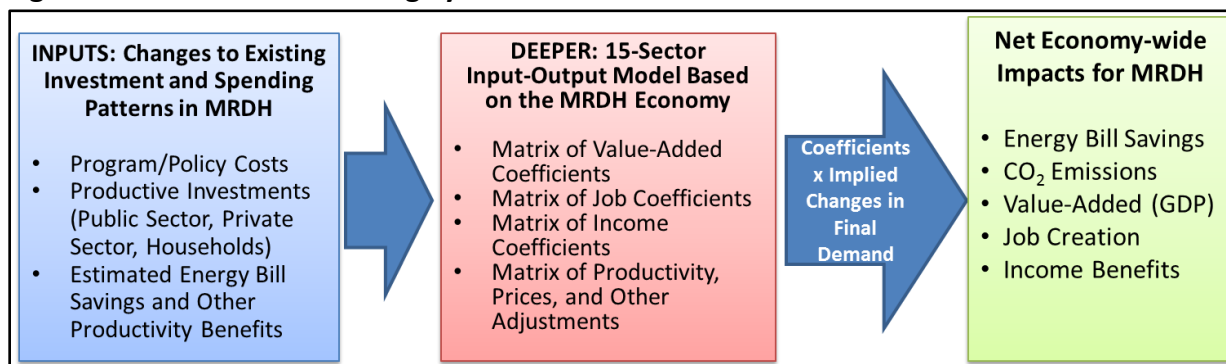 INPUTS: Changes to Existing
Investment and Spending
Patterns in MRDH
• Program/Policy Costs
• Productive Investments
(Public Sector, Private
Sector, Households)
• Estimated Energy Bill
Savings and Other
Productivity Benefits
DEEPER: 15-Sector
Input-Output Model Based
on the MRDH Economy
• Matrix of Value-Added
Coefficients
• Matrix of Job Coefficients
• Matrix of Income
Coefficients
• Matrix of Productivity,
Prices, and Other
Adjustments
Coefficients
x Implied
Changes in
Final
Demand
Net Economy-wide
Impacts for MRDH
• Energy Bill Savings
• CO₂ Emissions
• Value-Added (GDP)
• Job Creation
• Income Benefits